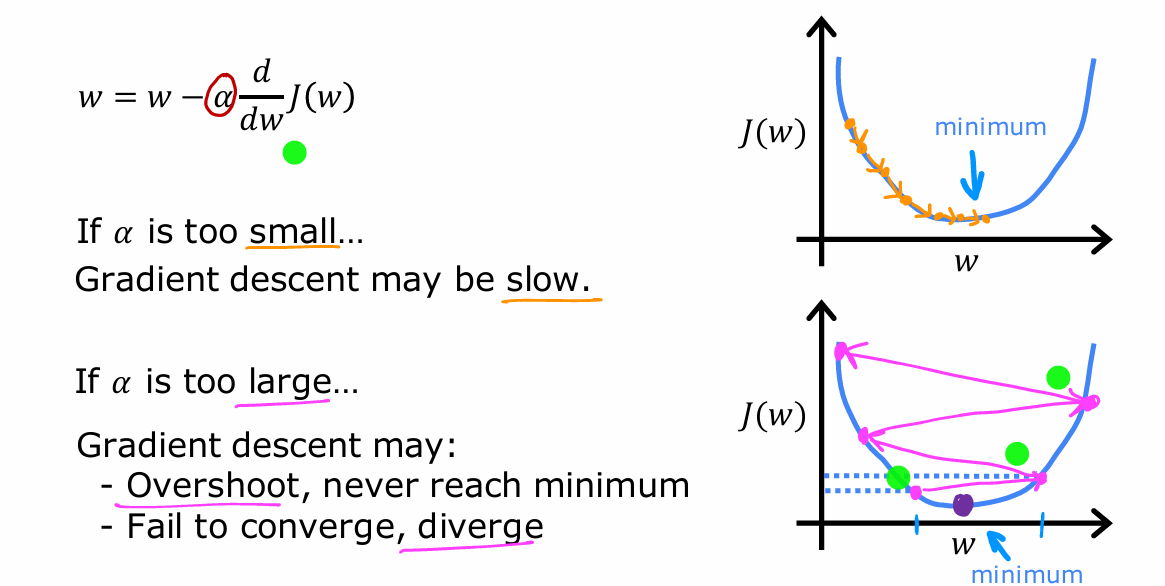 w = w − α d/dw J(w)
If α is too small...
Gradient descent may be slow.
If α is too large...
Gradient descent may:
- Overshoot, never reach minimum
- Fail to converge, diverge
J(w)
minimum
w
J(w)
w
minimum